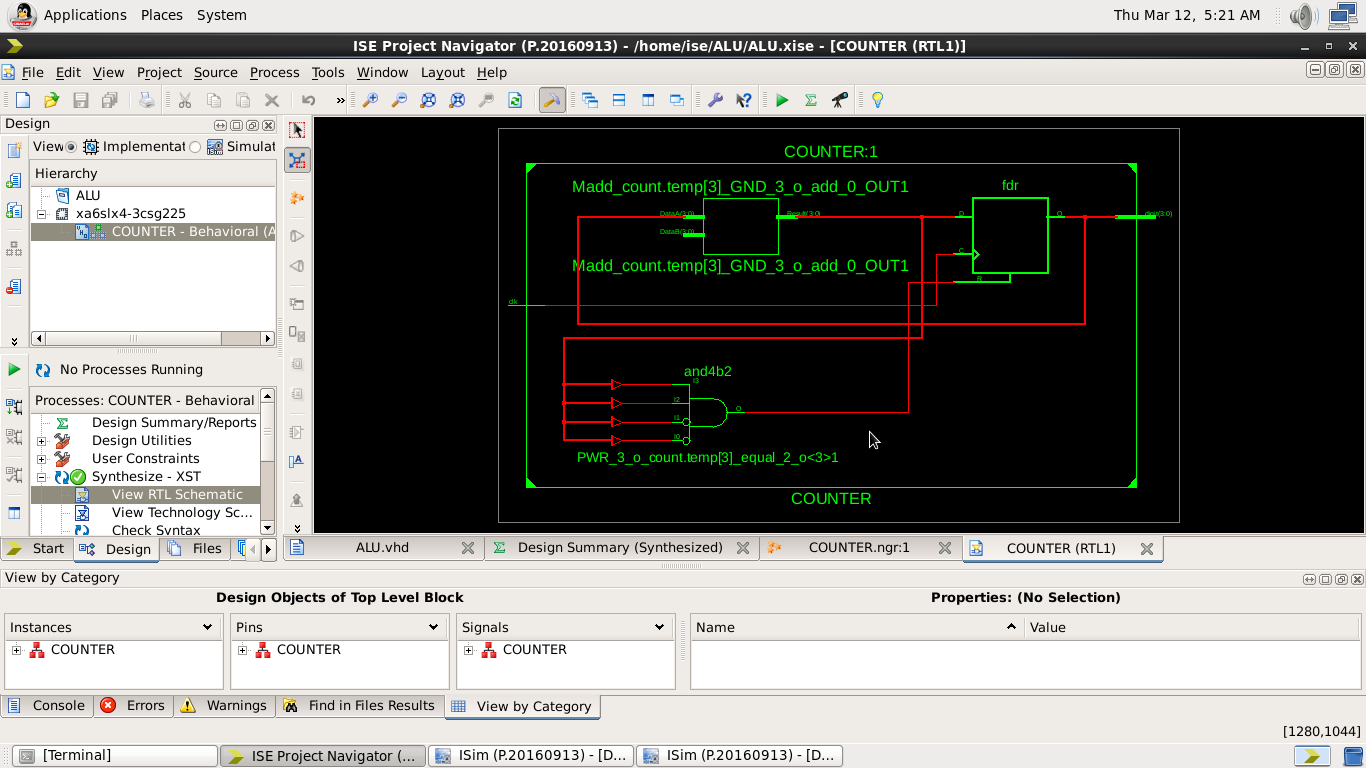 Applications Places System Thu Mar 12, 5:21 AM
ISE Project Navigator (P.20160913) - /home/ise/ALU/ALU.xise - [COUNTER (RTL1)]
File Edit View Project Source Process Tools Window Layout Help
»
Design
View Implementat Simulat
Hierarchy
ALU
xa6slx4-3csg225
COUNTER - Behavioral (A
No Processes Running
Processes: COUNTER - Behavioral
Design Summary/Reports
Design Utilities
User Constraints
Synthesize - XST
View RTL Schematic
View Technology Sc...
Check Syntax
Start Design Files
COUNTER:1
Madd_count.temp[3]_GND_3_o_add_0_OUT1
fdr
DataA(3:0) Result(3:0) D Q digit(3:0)
DataB(3:0)
C
Madd_count.temp[3]_GND_3_o_add_0_OUT1
R
clk
and4b2
I3
I2
O
I1
I0
PWR_3_o_count.temp[3]_equal_2_o<3>1
COUNTER
ALU.vhd Design Summary (Synthesized) COUNTER.ngr:1 COUNTER (RTL1)
View by Category
Design Objects of Top Level Block Properties: (No Selection)
Instances Pins Signals Name Value
COUNTER COUNTER COUNTER
Console Errors Warnings Find in Files Results View by Category
[1280,1044]
[Terminal] ISE Project Navigator (... ISim (P.20160913) - [D... ISim (P.20160913) - [D...